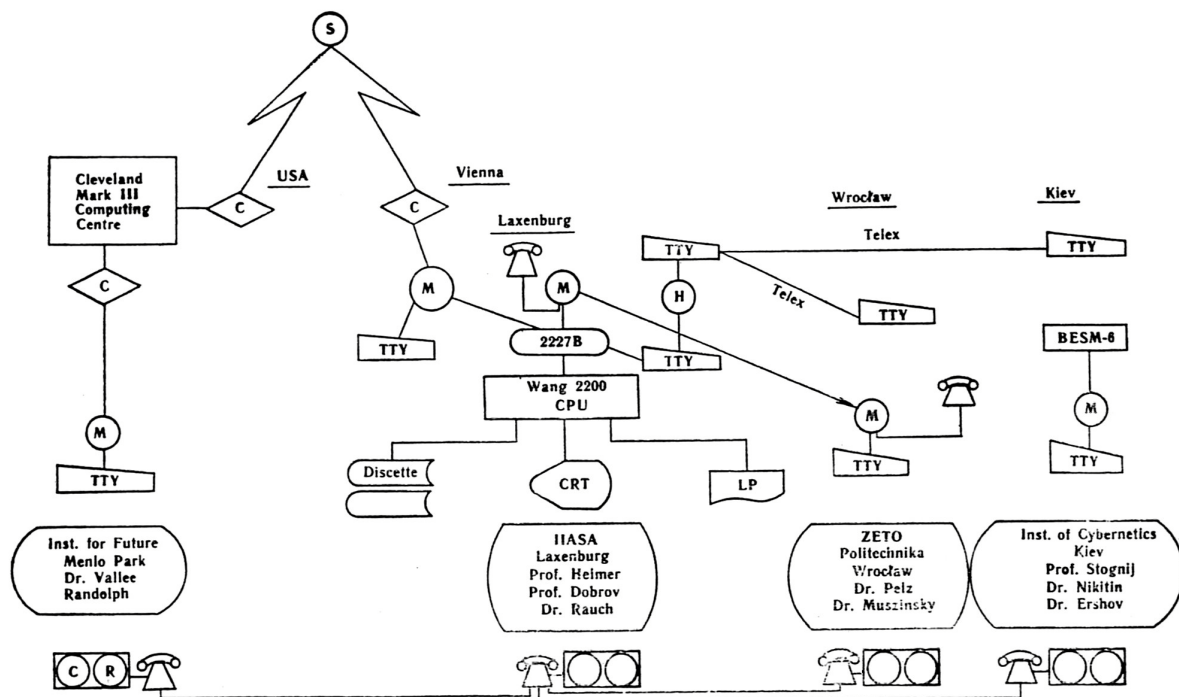 S
USA
Vienna
Cleveland
Mark III
Computing
Centre
C
C
Laxenburg
Wrocław
Kiev
TTY
Telex
TTY
C
M
M
H
Telex
TTY
TTY
2227B
TTY
BESM-6
Wang 2200
CPU
M
M
M
TTY
Discette
CRT
LP
TTY
TTY
Inst. for Future
Menlo Park
Dr. Vallee
Randolph
IIASA
Laxenburg
Prof. Helmer
Prof. Dobrov
Dr. Rauch
ZETO
Politechnika
Wrocław
Dr. Pelz
Dr. Muszinsky
Inst. of Cybernetics
Kiev
Prof. Stognij
Dr. Nikitin
Dr. Ershov
C R